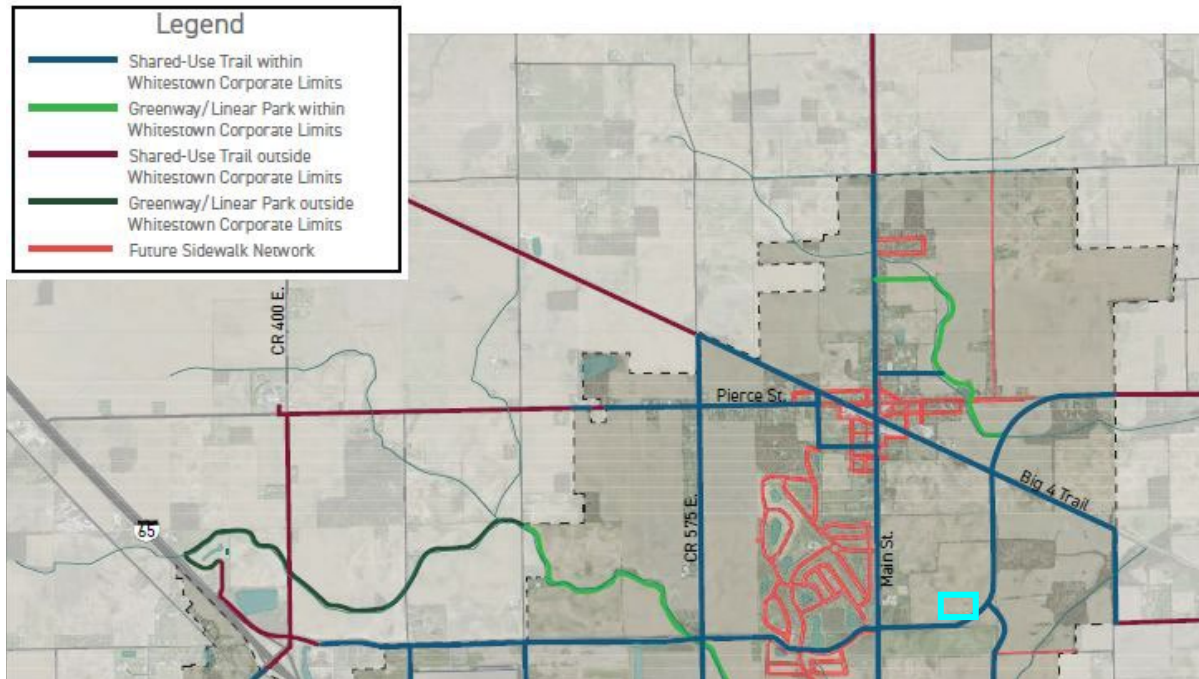 Legend
Shared-Use Trail within
Whitestown Corporate Limits
Greenway/Linear Park within
Whitestown Corporate Limits
Shared-Use Trail outside
Whitestown Corporate Limits
Greenway/Linear Park outside
Whitestown Corporate Limits
Future Sidewalk Network
CR 400 E.
Pierce St.
Big 4 Trail
65
CR 575 E.
Main St.